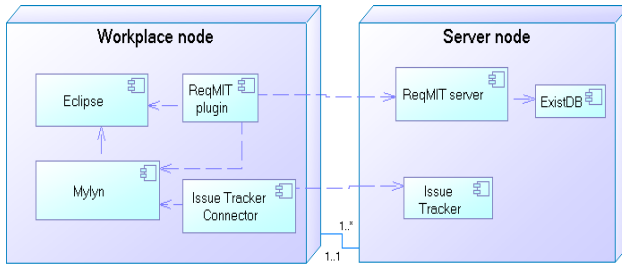 Workplace node
Server node
Eclipse
ReqMIT
plugin
ReqMIT server
ExistDB
Mylyn
Issue Tracker
Connector
Issue
Tracker
1..*
1..1